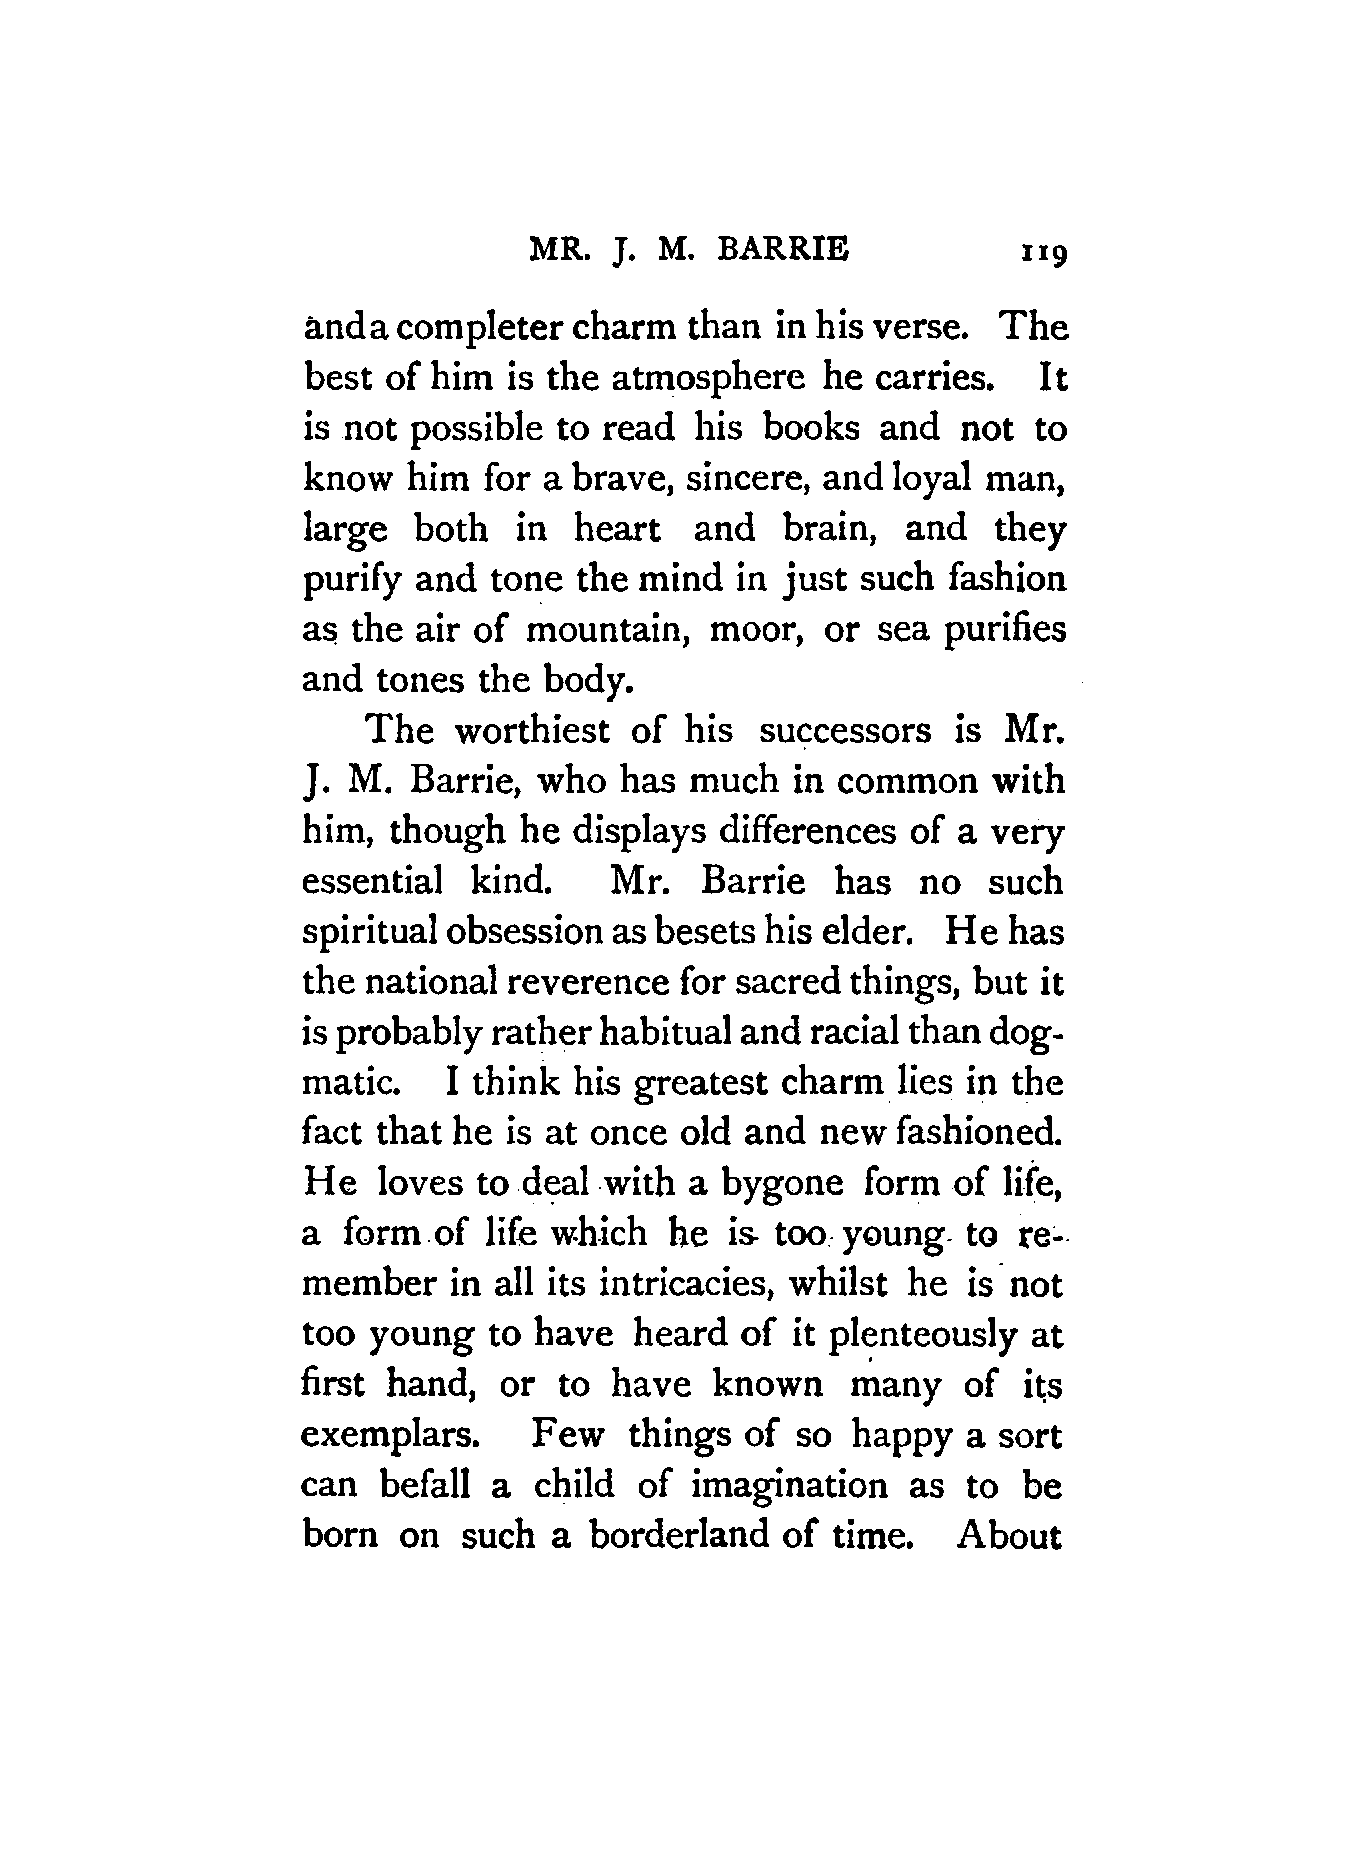 MR. J. M. BARRIE 119
and a completer charm than in his verse. The
best of him is the atmosphere he carries. It
is not possible to read his books and not to
know him for a brave, sincere, and loyal man,
large both in heart and brain, and they
purify and tone the mind in just such fashion
as the air of mountain, moor, or sea purifies
and tones the body.
The worthiest of his successors is Mr.
J. M. Barrie, who has much in common with
him, though he displays differences of a very
essential kind. Mr. Barrie has no such
spiritual obsession as besets his elder. He has
the national reverence for sacred things, but it
is probably rather habitual and racial than dog-
matic. I think his greatest charm lies in the
fact that he is at once old and new fashioned.
He loves to deal with a bygone form of life,
a form of life which he is too young to re-
member in all its intricacies, whilst he is not
too young to have heard of it plenteously at
first hand, or to have known many of its
exemplars. Few things of so happy a sort
can befall a child of imagination as to be
born on such a borderland of time. About